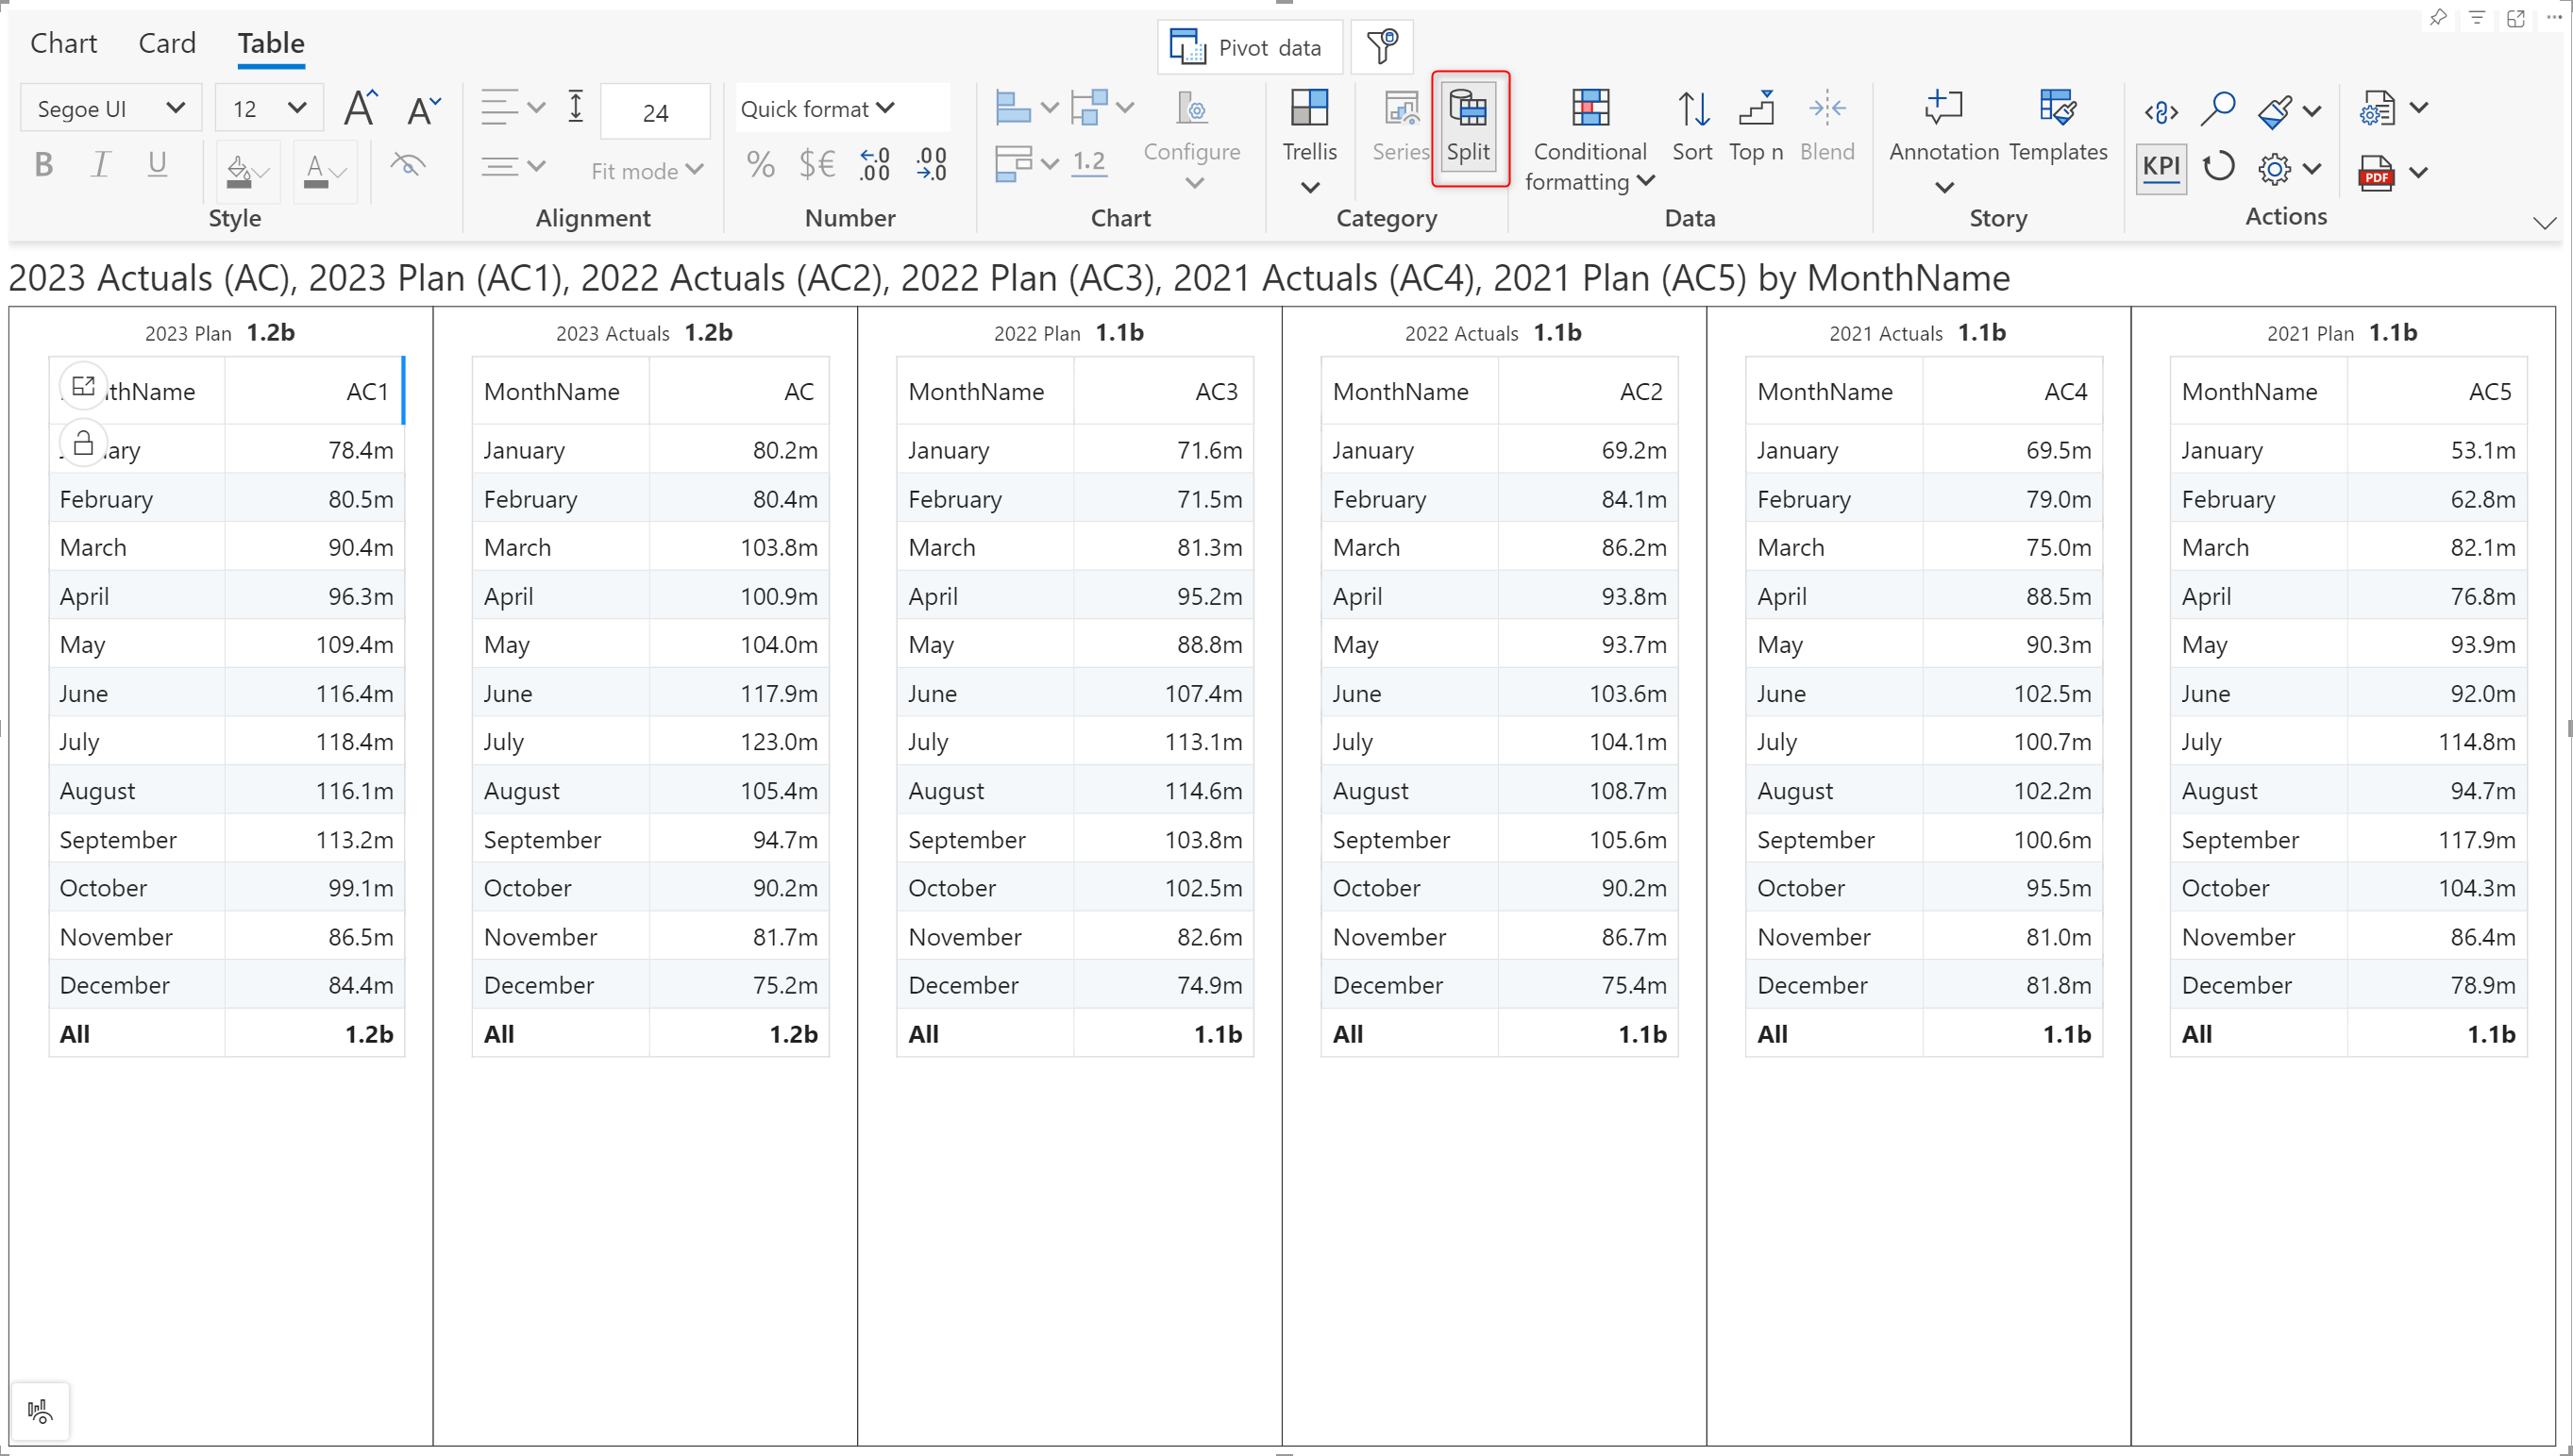 Chart Card Table
Pivot data
Segoe UI 12 24 Quick format
Configure Trellis Series Split Conditional formatting Sort Top n Blend Annotation Templates
B I U A Fit mode % $€ .0 .00 .00 .0 1.2 KPI PDF
Style Alignment Number Chart Category Data Story Actions
2023 Actuals (AC), 2023 Plan (AC1), 2022 Actuals (AC2), 2022 Plan (AC3), 2021 Actuals (AC4), 2021 Plan (AC5) by MonthName
2023 Plan 1.2b 2023 Actuals 1.2b 2022 Plan 1.1b 2022 Actuals 1.1b 2021 Actuals 1.1b 2021 Plan 1.1b
thName AC1 MonthName AC MonthName AC3 MonthName AC2 MonthName AC4 MonthName AC5
ary 78.4m January 80.2m January 71.6m January 69.2m January 69.5m January 53.1m
February 80.5m February 80.4m February 71.5m February 84.1m February 79.0m February 62.8m
March 90.4m March 103.8m March 81.3m March 86.2m March 75.0m March 82.1m
April 96.3m April 100.9m April 95.2m April 93.8m April 88.5m April 76.8m
May 109.4m May 104.0m May 88.8m May 93.7m May 90.3m May 93.9m
June 116.4m June 117.9m June 107.4m June 103.6m June 102.5m June 92.0m
July 118.4m July 123.0m July 113.1m July 104.1m July 100.7m July 114.8m
August 116.1m August 105.4m August 114.6m August 108.7m August 102.2m August 94.7m
September 113.2m September 94.7m September 103.8m September 105.6m September 100.6m September 117.9m
October 99.1m October 90.2m October 102.5m October 90.2m October 95.5m October 104.3m
November 86.5m November 81.7m November 82.6m November 86.7m November 81.0m November 86.4m
December 84.4m December 75.2m December 74.9m December 75.4m December 81.8m December 78.9m
All 1.2b All 1.2b All 1.1b All 1.1b All 1.1b All 1.1b